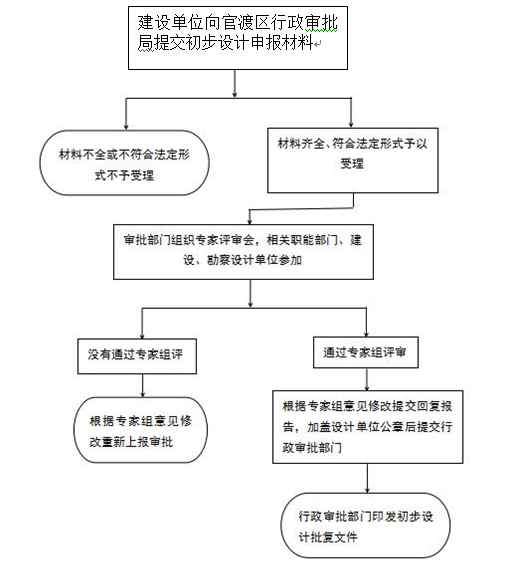 建设单位向官渡区行政审批
局提交初步设计申报材料
材料不全或不符合法定形
式不予受理
材料齐全、符合法定形式予以
受理
审批部门组织专家评审会，相关职能部门、建
设、勘察设计单位参加
没有通过专家组评
通过专家组评审
根据专家组意见修
改重新上报审批
根据专家组意见修改提交回复报
告，加盖设计单位公章后提交行
政审批部门
行政审批部门印发初步设
计批复文件